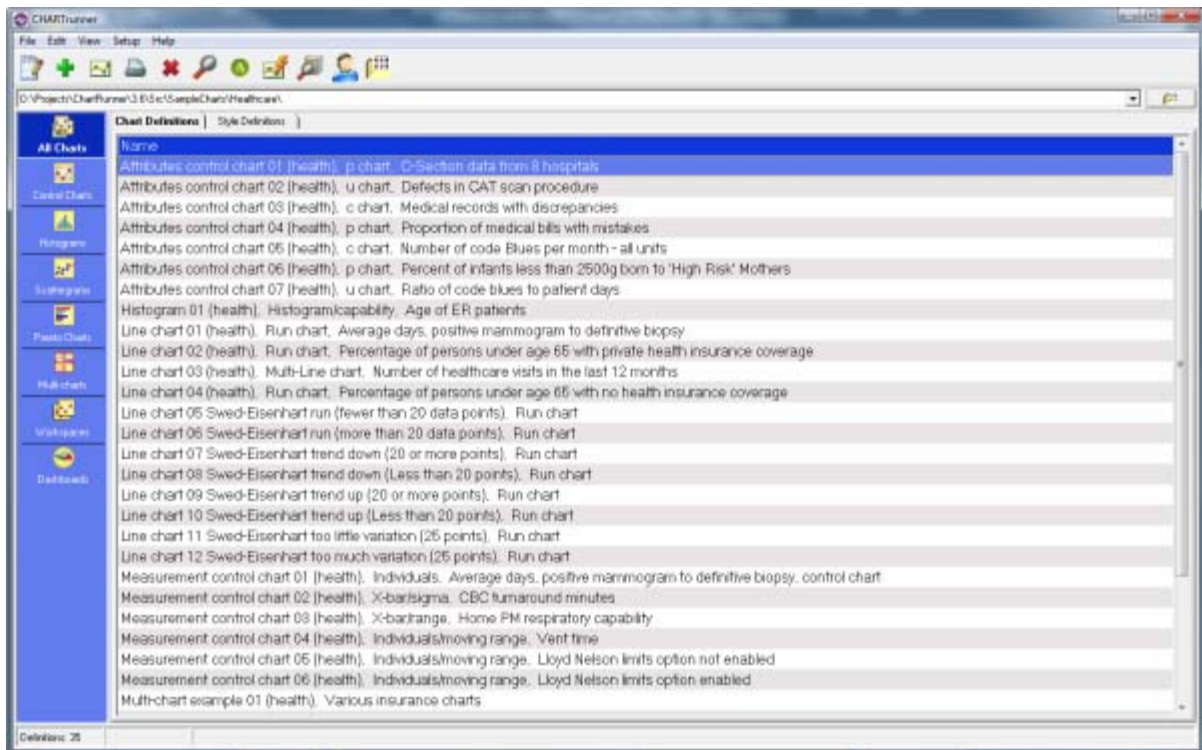 CHARTrunner
File Edit View Setup Help
D:\Projects\ChartRunner\3.6\Src\SampleCharts\Healthcare\
Chart Definitions | Style Definitions
All Charts
Control Charts
Histograms
Scattergrams
Pareto Charts
Multi-charts
Workspaces
Dashboards
Name
Attributes control chart 01 (health), p chart, C-Section data from 8 hospitals
Attributes control chart 02 (health), u chart, Defects in CAT scan procedure
Attributes control chart 03 (health), c chart, Medical records with discrepancies
Attributes control chart 04 (health), p chart, Proportion of medical bills with mistakes
Attributes control chart 05 (health), c chart, Number of code Blues per month - all units
Attributes control chart 06 (health), p chart, Percent of infants less than 2500g born to 'High Risk' Mothers
Attributes control chart 07 (health), u chart, Ratio of code blues to patient days
Histogram 01 (health), Histogram/capability, Age of ER patients
Line chart 01 (health), Run chart, Average days, positive mammogram to definitive biopsy
Line chart 02 (health), Run chart, Percentage of persons under age 65 with private health insurance coverage
Line chart 03 (health), Multi-Line chart, Number of healthcare visits in the last 12 months
Line chart 04 (health), Run chart, Percentage of persons under age 65 with no health insurance coverage
Line chart 05 Swed-Eisenhart run (fewer than 20 data points), Run chart
Line chart 06 Swed-Eisenhart run (more than 20 data points), Run chart
Line chart 07 Swed-Eisenhart trend down (20 or more points), Run chart
Line chart 08 Swed-Eisenhart trend down (Less than 20 points), Run chart
Line chart 09 Swed-Eisenhart trend up (20 or more points), Run chart
Line chart 10 Swed-Eisenhart trend up (Less than 20 points), Run chart
Line chart 11 Swed-Eisenhart too little variation (25 points), Run chart
Line chart 12 Swed-Eisenhart too much variation (25 points), Run chart
Measurement control chart 01 (health), Individuals, Average days, positive mammogram to definitive biopsy, control chart
Measurement control chart 02 (health), X-bar/sigma, CBC turnaround minutes
Measurement control chart 03 (health), X-bar/range, Home PM respiratory capability
Measurement control chart 04 (health), Individuals/moving range, Vent time
Measurement control chart 05 (health), Individuals/moving range, Lloyd Nelson limits option not enabled
Measurement control chart 06 (health), Individuals/moving range, Lloyd Nelson limits option enabled
Multi-chart example 01 (health), Various insurance charts
Definitions: 35